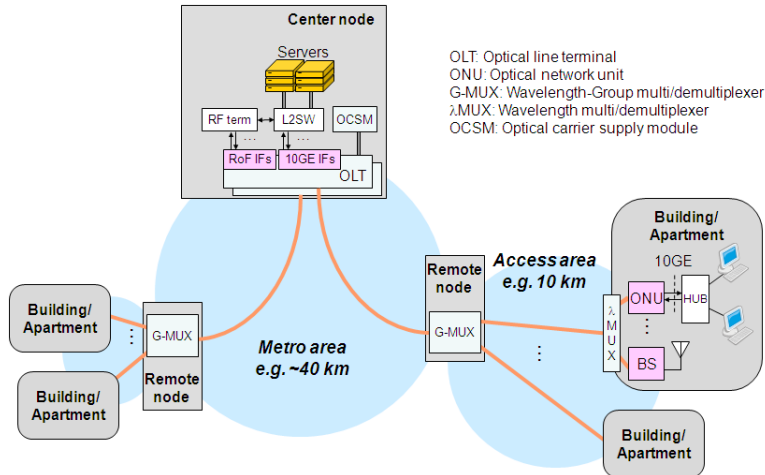 Center node
Servers
RF term
L2SW
OCSM
...
...
RoF IFs
10GE IFs
OLT
OLT: Optical line terminal
ONU: Optical network unit
G-MUX: Wavelength-Group multi/demultiplexer
λMUX: Wavelength multi/demultiplexer
OCSM: Optical carrier supply module
Building/
Apartment
Building/
Apartment
G-MUX
Remote
node
Metro area
e.g. ~40 km
Remote
node
G-MUX
Access area
e.g. 10 km
Building/
Apartment
10GE
λ
M
U
X
ONU
HUB
BS
Building/
Apartment